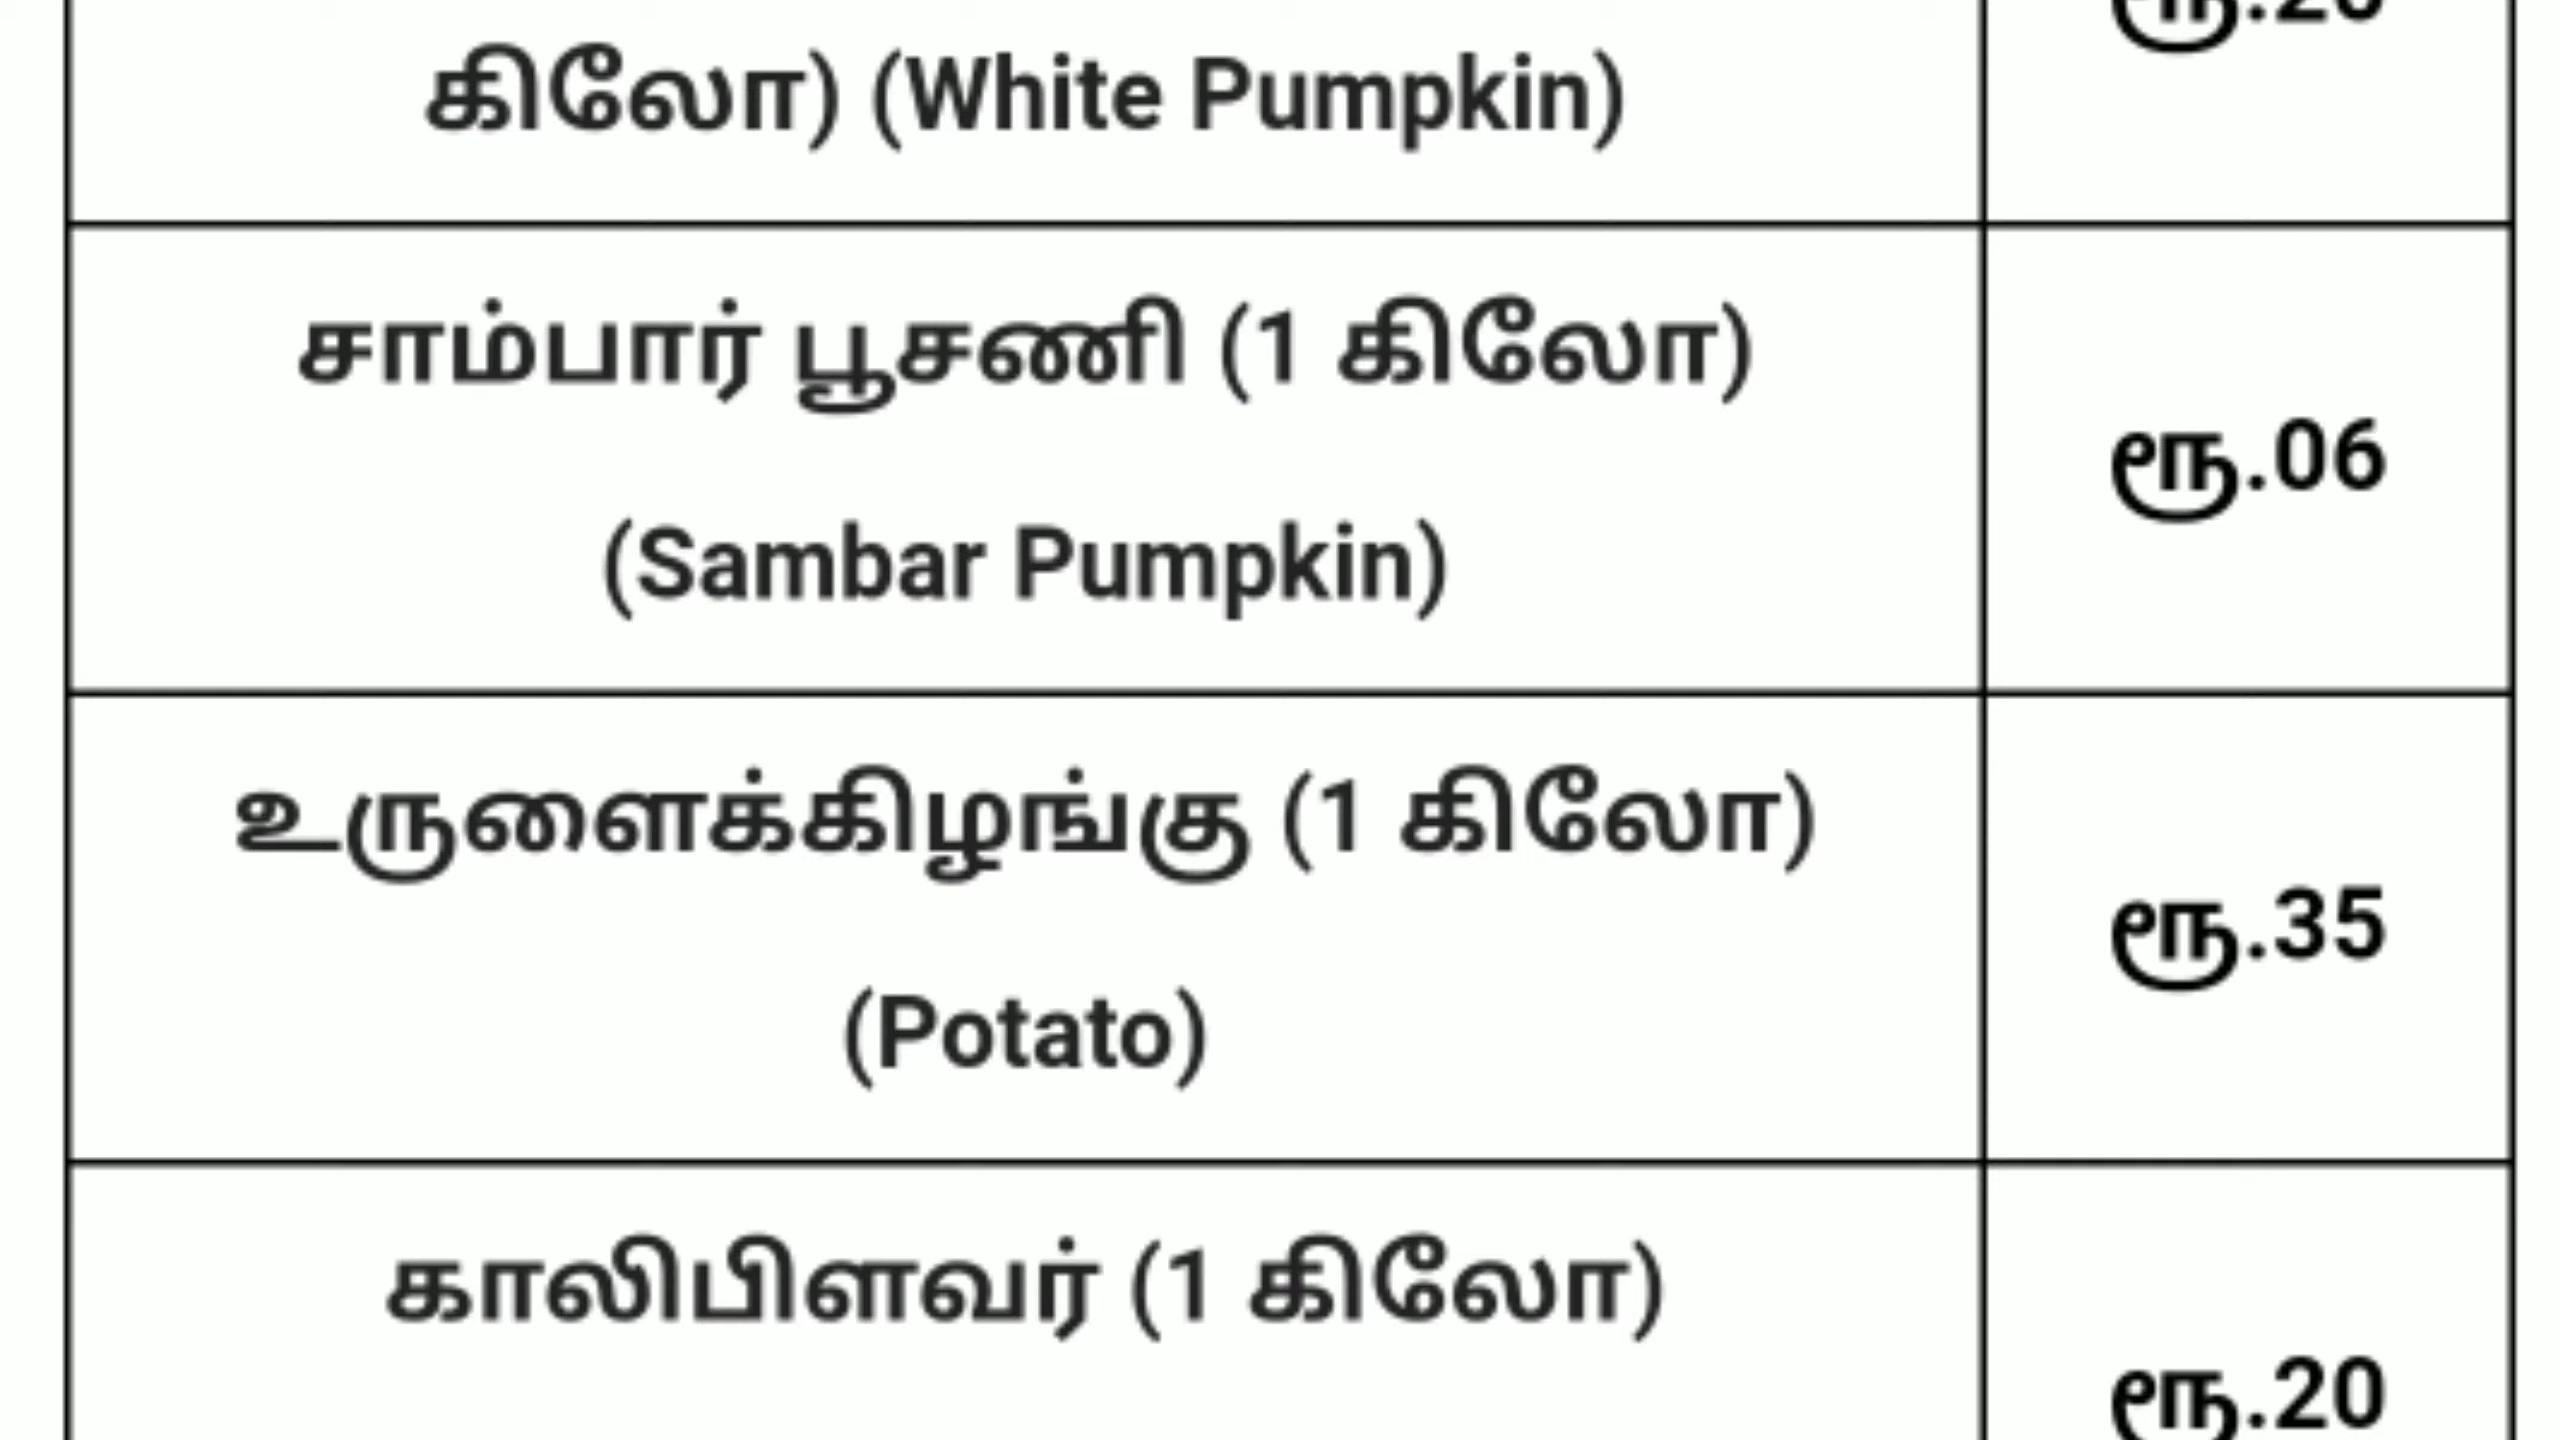 கிலோ) (White Pumpkin)
சாம்பார் பூசணி (1 கிலோ)
(Sambar Pumpkin)
ரூ.06
உருளைக்கிழங்கு (1 கிலோ)
(Potato)
ரூ.35
காலிபிளவர் (1 கிலோ)
ரூ.20